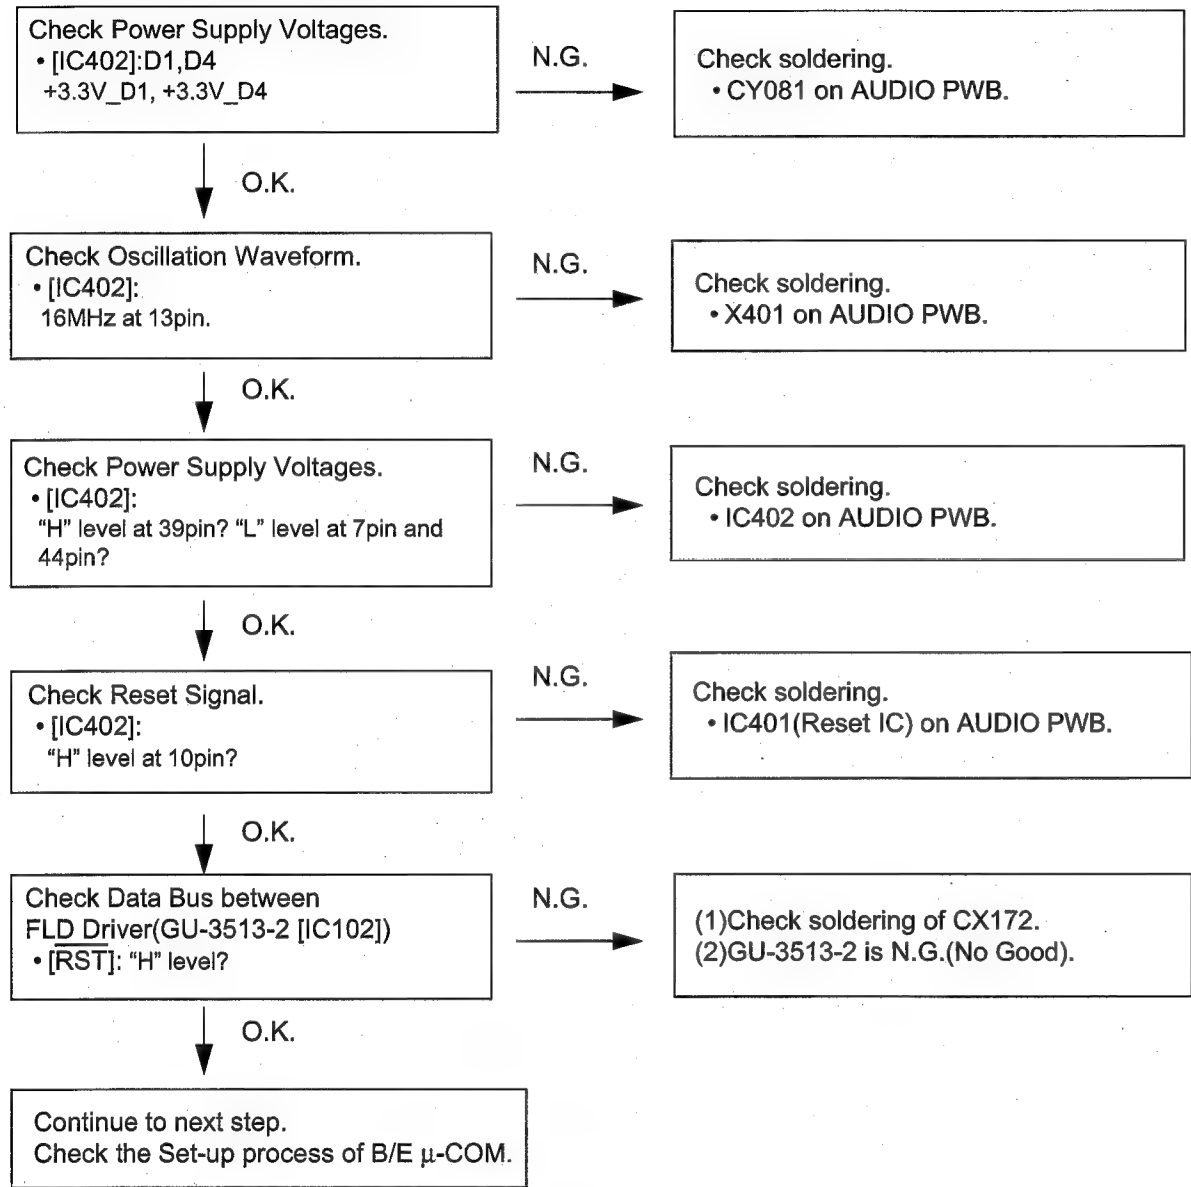 Check Power Supply Voltages.
• [IC402]:D1,D4
+3.3V_D1, +3.3V_D4
N.G.
Check soldering.
• CY081 on AUDIO PWB.
O.K.
Check Oscillation Waveform.
• [IC402]:
16MHz at 13pin.
N.G.
Check soldering.
• X401 on AUDIO PWB.
O.K.
Check Power Supply Voltages.
• [IC402]:
“H” level at 39pin? “L” level at 7pin and
44pin?
N.G.
Check soldering.
• IC402 on AUDIO PWB.
O.K.
Check Reset Signal.
• [IC402]:
“H” level at 10pin?
N.G.
Check soldering.
• IC401(Reset IC) on AUDIO PWB.
O.K.
Check Data Bus between
FLD Driver(GU-3513-2 [IC102])
• [R̅S̅T̅]: “H” level?
N.G.
(1)Check soldering of CX172.
(2)GU-3513-2 is N.G.(No Good).
O.K.
Continue to next step.
Check the Set-up process of B/E μ-COM.